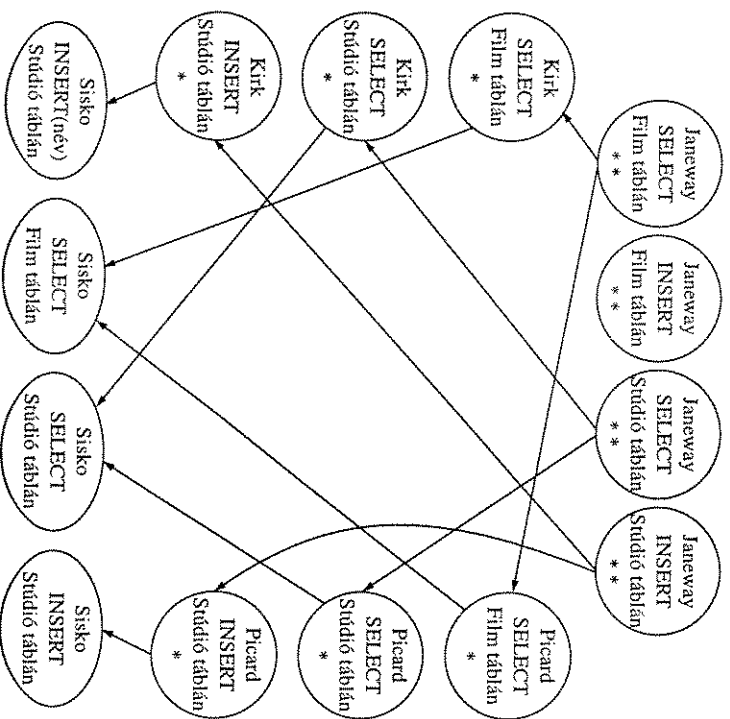 Janeway
SELECT
Film táblán
* *
Janeway
INSERT
Film táblán
* *
Janeway
SELECT
Stúdió táblán
* *
Janeway
INSERT
Stúdió táblán
* *
Kirk
SELECT
Film táblán
*
Kirk
SELECT
Stúdió táblán
*
Kirk
INSERT
Stúdió táblán
*
Picard
SELECT
Film táblán
*
Picard
SELECT
Stúdió táblán
*
Picard
INSERT
Stúdió táblán
*
Sisko
INSERT(név)
Stúdió táblán
Sisko
SELECT
Film táblán
Sisko
SELECT
Stúdió táblán
Sisko
INSERT
Stúdió táblán